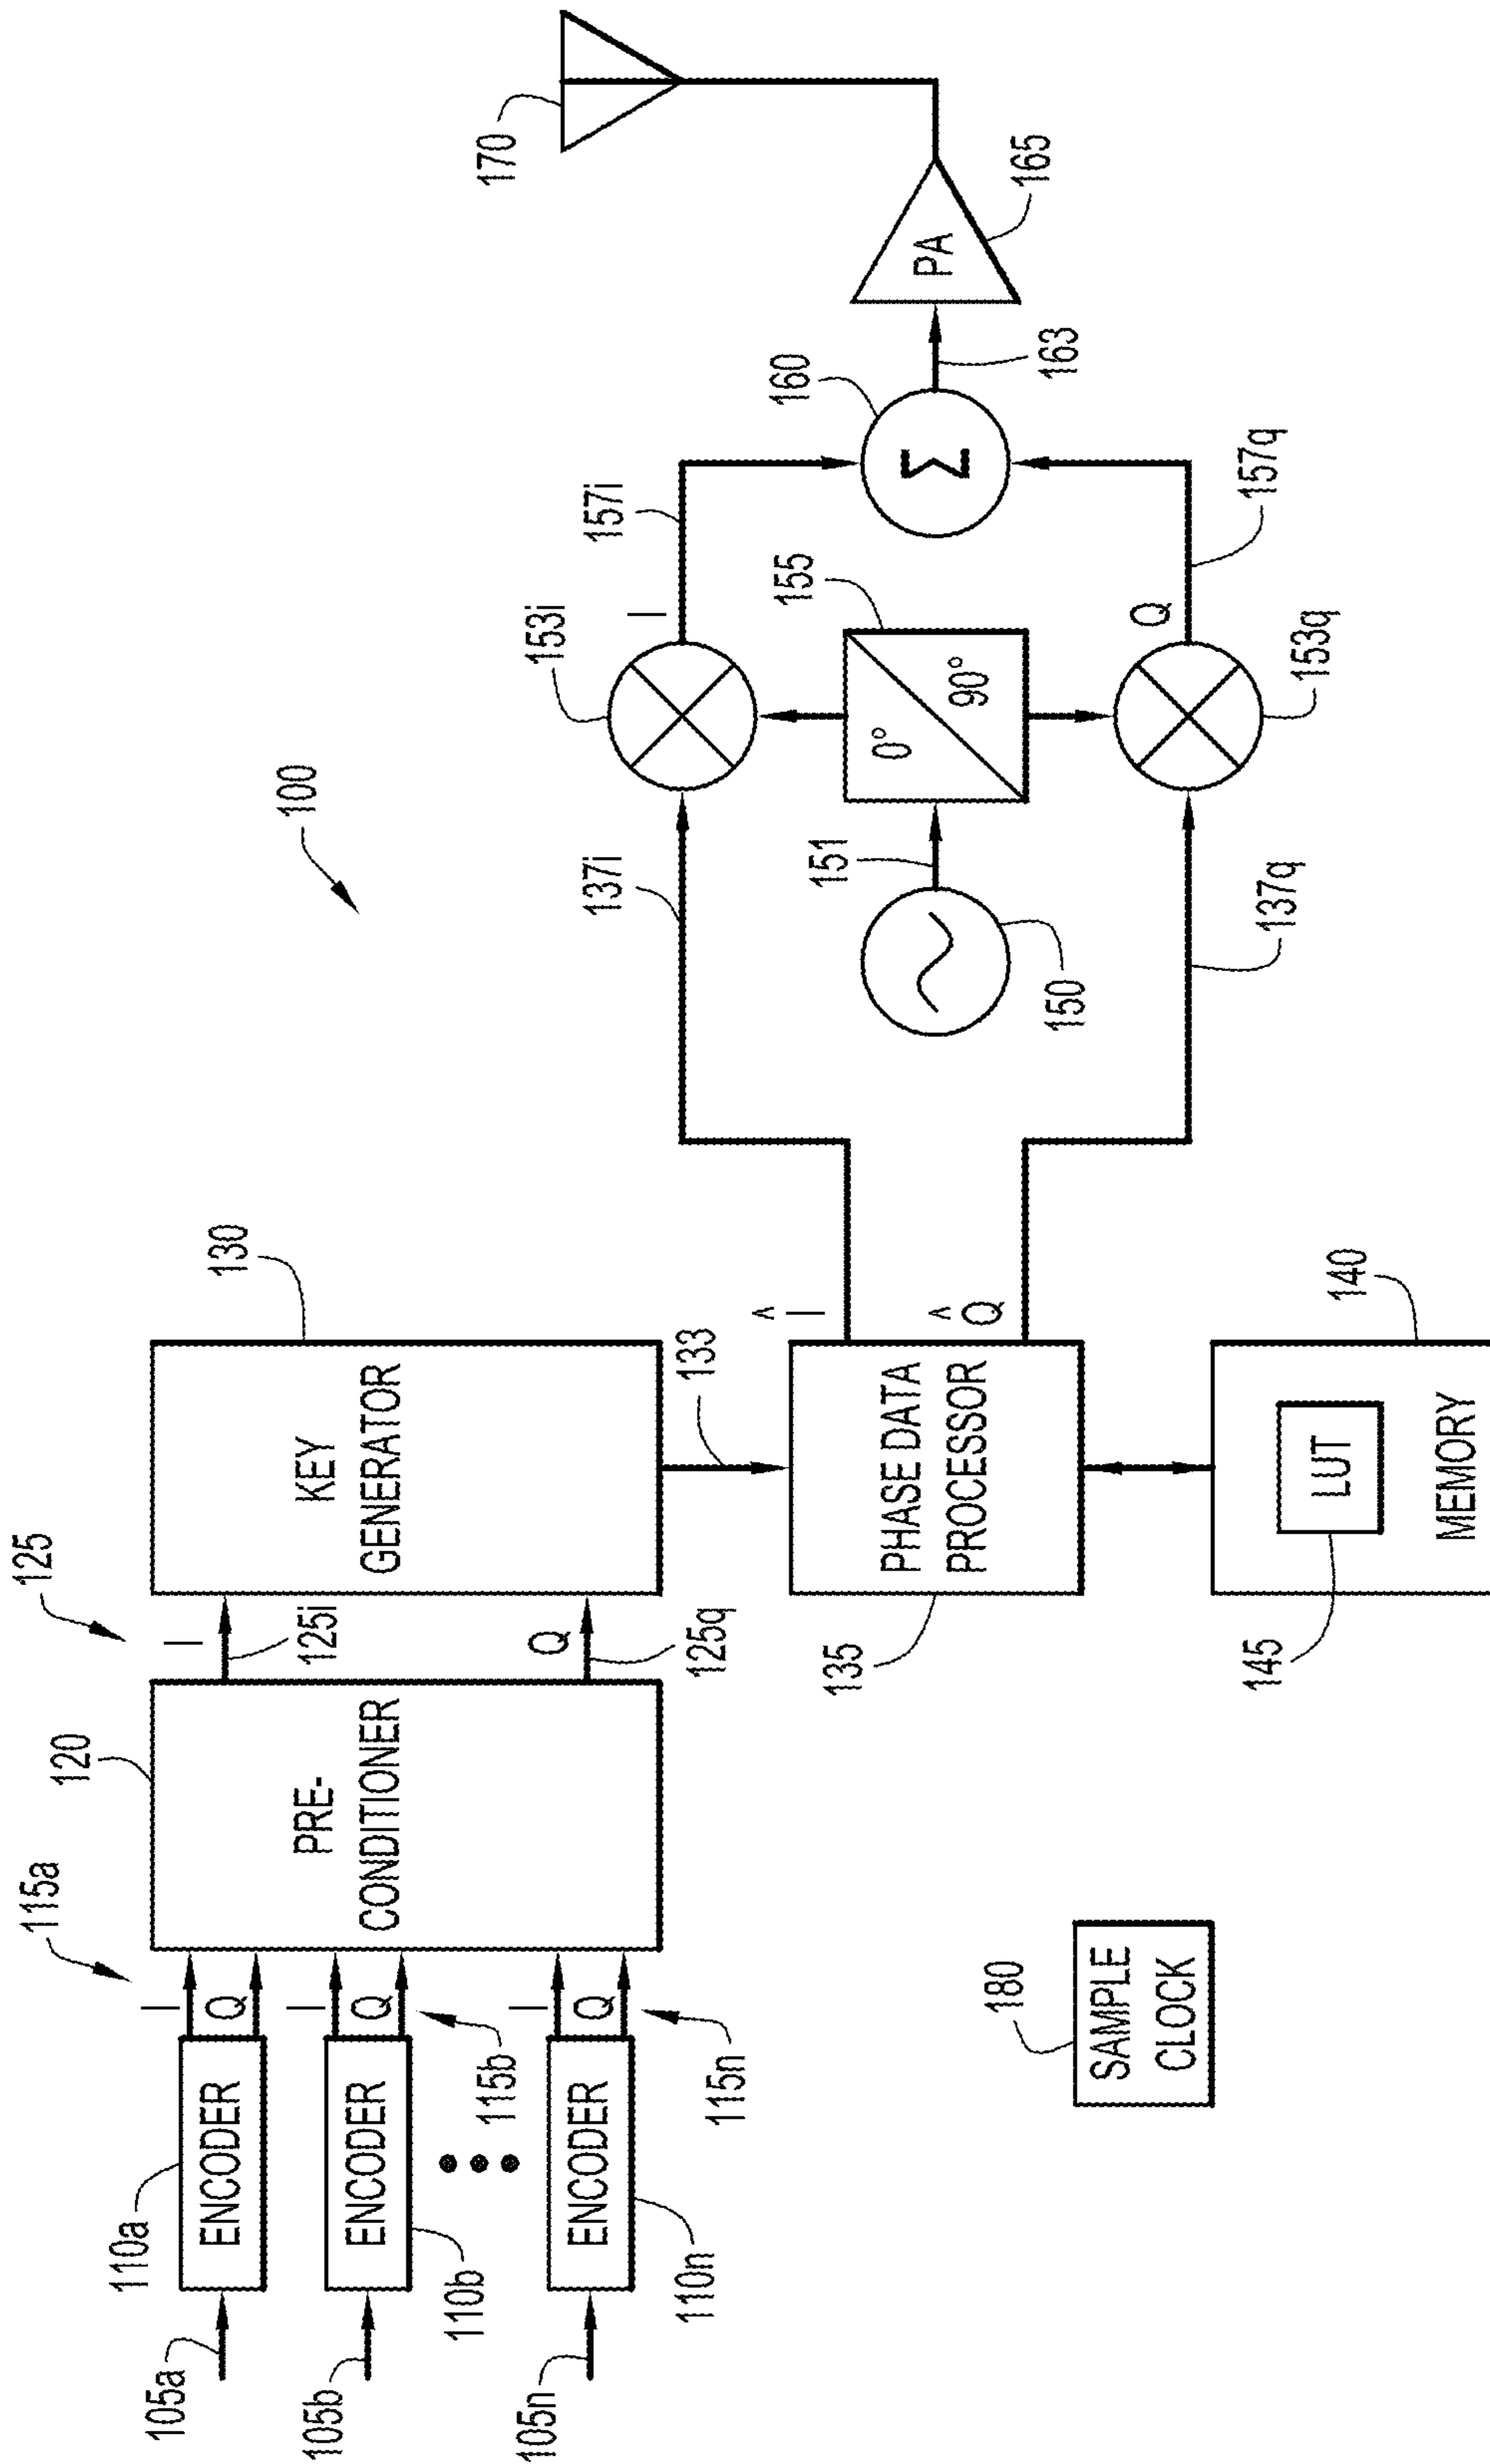 100
105a
110a
ENCODER
I
Q
115a
105b
110b
ENCODER
I
Q
115b
105n
110n
ENCODER
I
Q
115n
120
PRE-
CONDITIONER
125
I
125i
Q
125q
130
KEY
GENERATOR
133
135
PHASE DATA
PROCESSOR
^
I
^
Q
140
145
LUT
MEMORY
180
SAMPLE
CLOCK
137i
137q
150
151
0°
90°
155
153i
I
157i
153q
Q
157q
160
Σ
163
PA
165
170